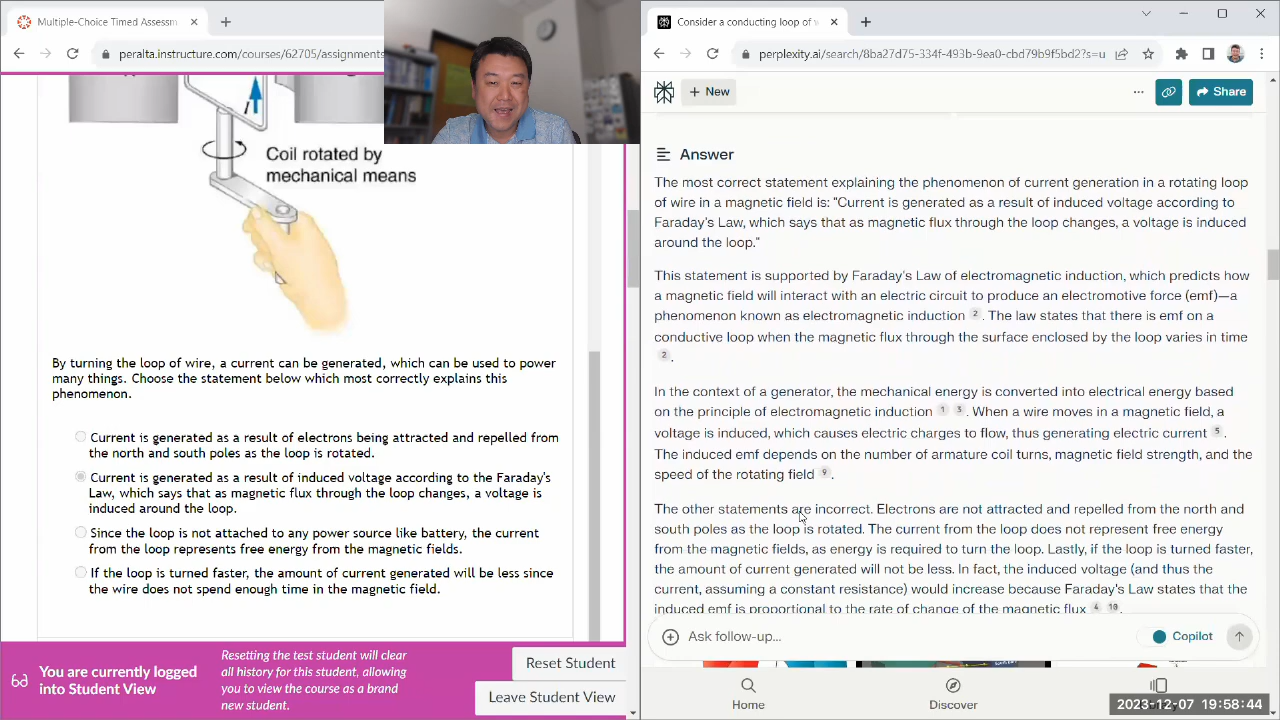 Multiple-Choice Timed Assessm
peralta.instructure.com/courses/62705/assignments
Coil rotated by
mechanical means
By turning the loop of wire, a current can be generated, which can be used to power
many things. Choose the statement below which most correctly explains this
phenomenon.
Current is generated as a result of electrons being attracted and repelled from
the north and south poles as the loop is rotated.
Current is generated as a result of induced voltage according to the Faraday's
Law, which says that as magnetic flux through the loop changes, a voltage is
induced around the loop.
Since the loop is not attached to any power source like battery, the current
from the loop represents free energy from the magnetic fields.
If the loop is turned faster, the amount of current generated will be less since
the wire does not spend enough time in the magnetic field.
You are currently logged
into Student View
Resetting the test student will clear
all history for this student, allowing
you to view the course as a brand
new student.
Reset Student
Leave Student View
Consider a conducting loop of w
perplexity.ai/search/8ba27d75-334f-493b-9ea0-cbd79b9f5bd2?s=u
New
Share
Answer
The most correct statement explaining the phenomenon of current generation in a rotating loop
of wire in a magnetic field is: "Current is generated as a result of induced voltage according to
Faraday's Law, which says that as magnetic flux through the loop changes, a voltage is induced
around the loop."
This statement is supported by Faraday's Law of electromagnetic induction, which predicts how
a magnetic field will interact with an electric circuit to produce an electromotive force (emf)—a
phenomenon known as electromagnetic induction 2. The law states that there is emf on a
conductive loop when the magnetic flux through the surface enclosed by the loop varies in time
2.
In the context of a generator, the mechanical energy is converted into electrical energy based
on the principle of electromagnetic induction 1 3. When a wire moves in a magnetic field, a
voltage is induced, which causes electric charges to flow, thus generating electric current 5.
The induced emf depends on the number of armature coil turns, magnetic field strength, and the
speed of the rotating field 9.
The other statements are incorrect. Electrons are not attracted and repelled from the north and
south poles as the loop is rotated. The current from the loop does not represent free energy
from the magnetic fields, as energy is required to turn the loop. Lastly, if the loop is turned faster,
the amount of current generated will not be less. In fact, the induced voltage (and thus the
current, assuming a constant resistance) would increase because Faraday's Law states that the
induced emf is proportional to the rate of change of the magnetic flux 4 10.
Ask follow-up...
Copilot
Home
Discover
2023-12-07 19:58:44